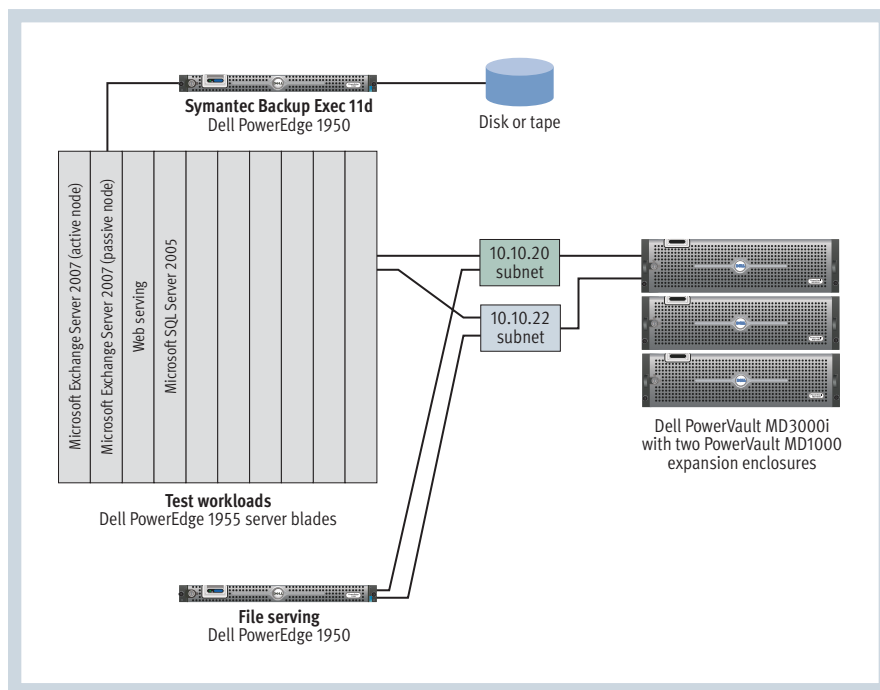 Symantec Backup Exec 11d
Dell PowerEdge 1950
Disk or tape
Microsoft Exchange Server 2007 (active node)
Microsoft Exchange Server 2007 (passive node)
Web serving
Microsoft SQL Server 2005
10.10.20
subnet
10.10.22
subnet
Dell PowerVault MD3000i
with two PowerVault MD1000
expansion enclosures
Test workloads
Dell PowerEdge 1955 server blades
File serving
Dell PowerEdge 1950